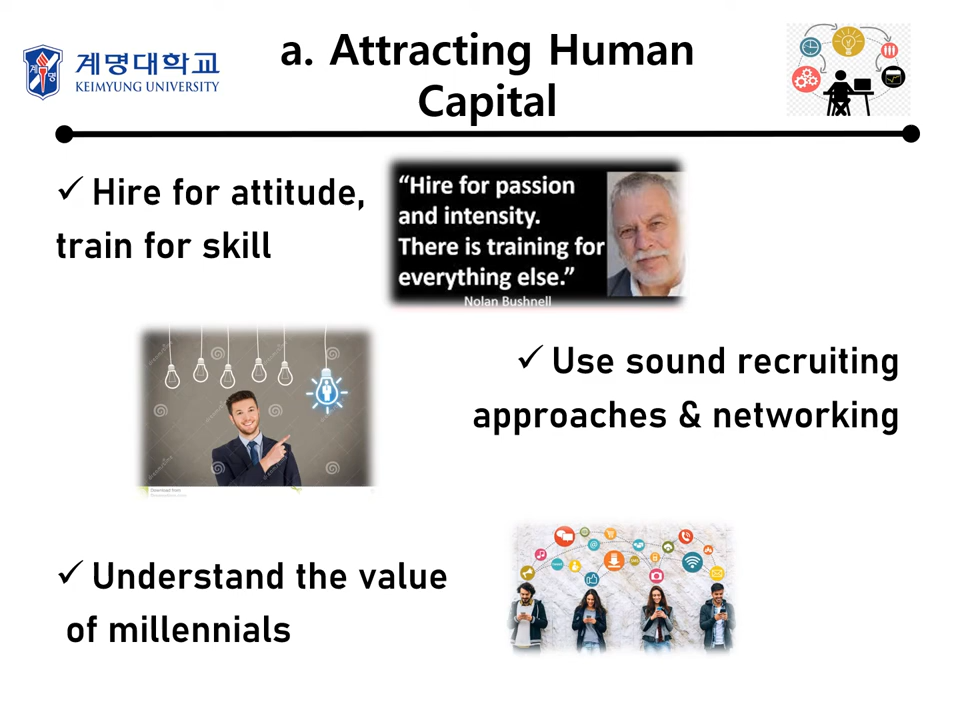 계명대학교
KEIMYUNG UNIVERSITY
a. Attracting Human
Capital
✓ Hire for attitude,
train for skill
“Hire for passion
and intensity.
There is training for
everything else.”
Nolan Bushnell
✓ Use sound recruiting
approaches & networking
✓ Understand the value
of millennials